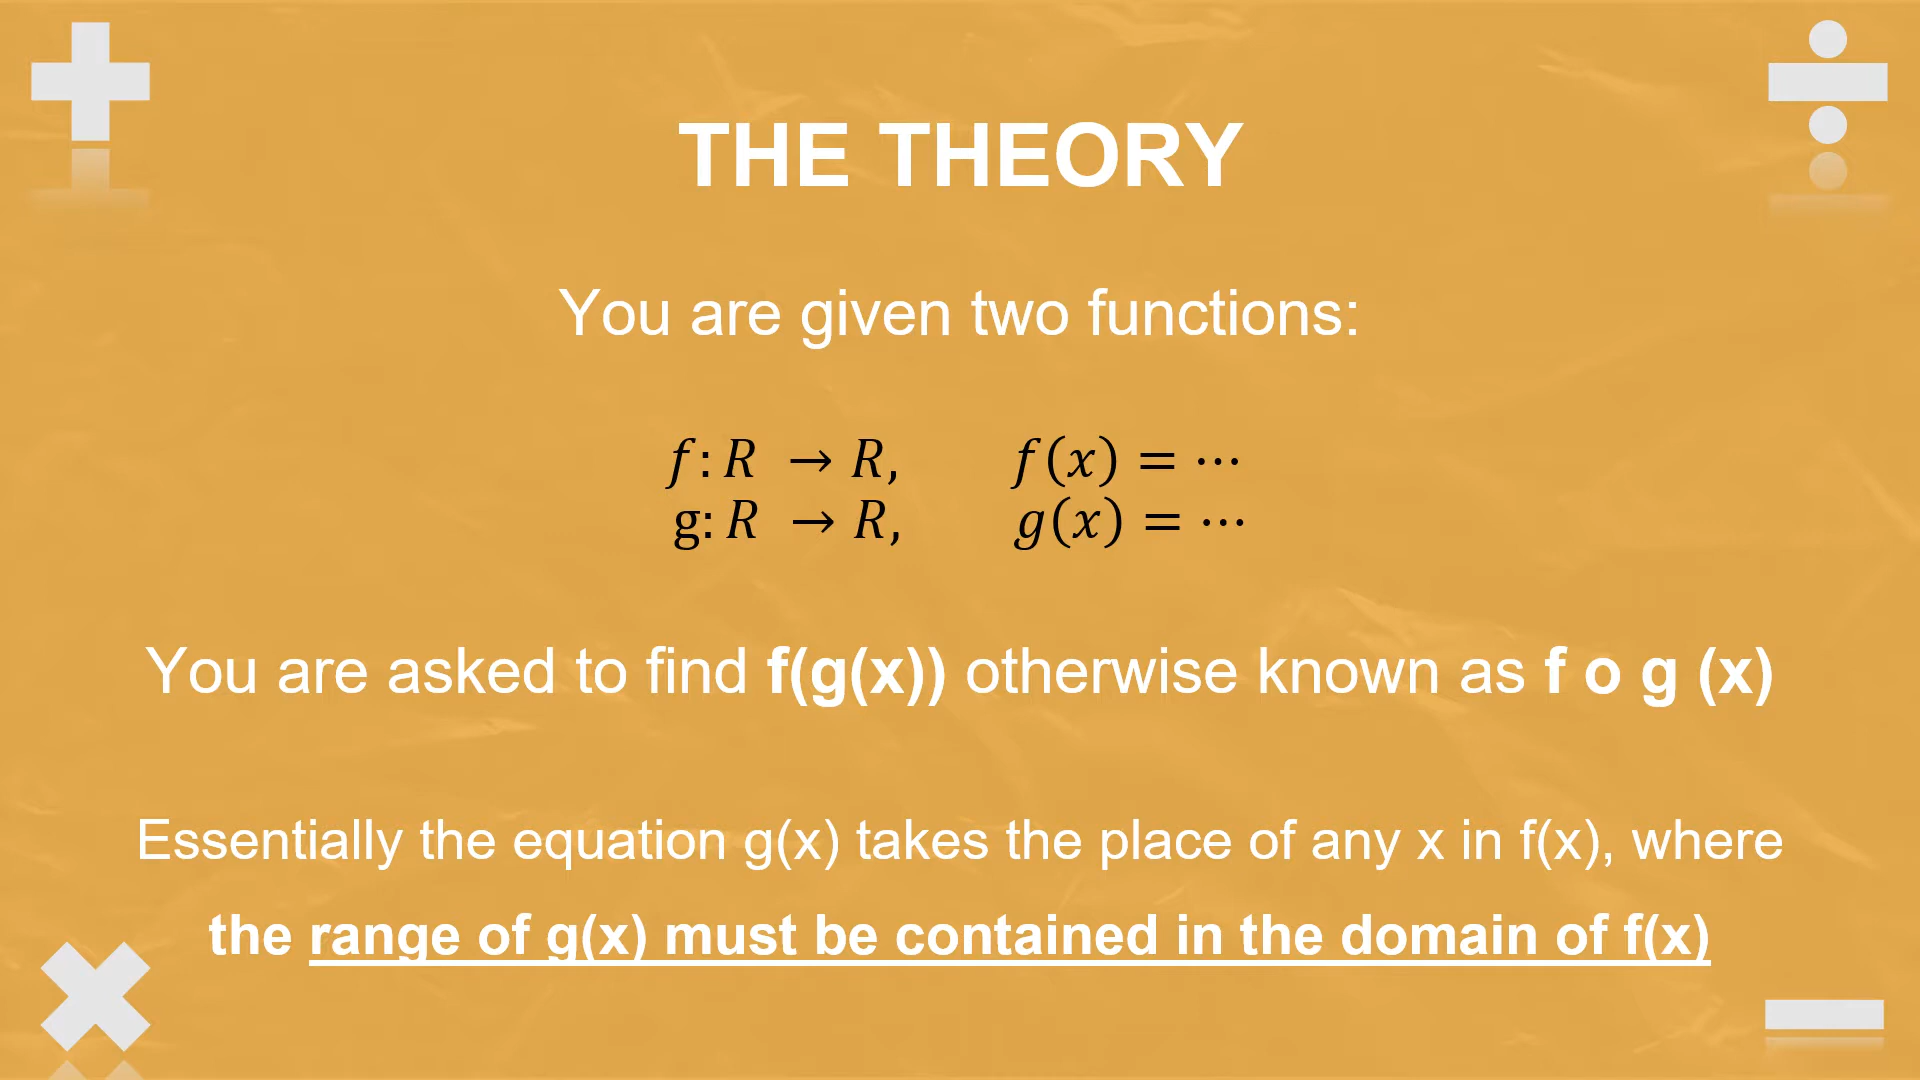 THE THEORY
You are given two functions:
f: R → R, f(x) = ⋯
g: R → R, g(x) = ⋯
You are asked to find f(g(x)) otherwise known as f o g (x)
Essentially the equation g(x) takes the place of any x in f(x), where
the range of g(x) must be contained in the domain of f(x)